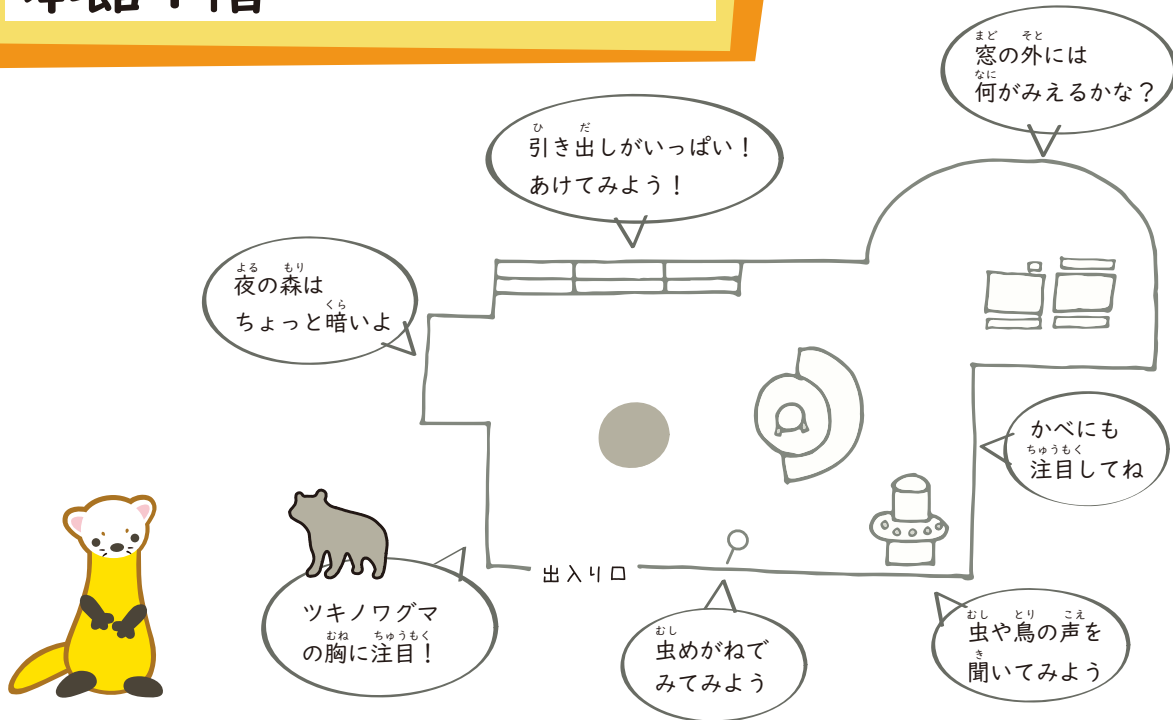 本館1階
窓の外には
何がみえるかな？
引き出しがいっぱい！
あけてみよう！
夜の森は
ちょっと暗いよ
かべにも
注目してね
出入り口
ツキノワグマ
の胸に注目！
虫めがねで
みてみよう
虫や鳥の声を
聞いてみよう